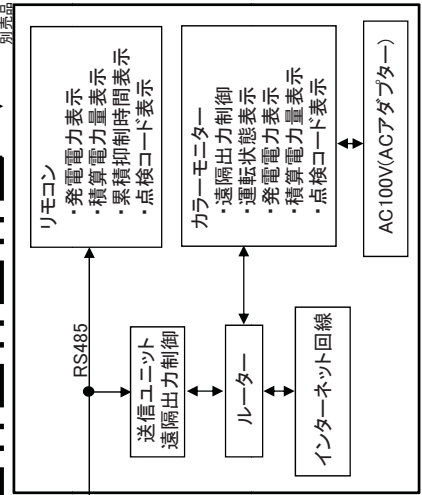 別売品
リモコン
・発電電力表示
・積算電力量表示
・累積抑制時間表示
・点検コード表示
カラーモニター
・遠隔出力制御
・運転状態表示
・発電電力表示
・積算電力量表示
・点検コード表示
AC100V(ACアダプター)
RS485
送信ユニット
遠隔出力制御
ルーター
インターネット回線